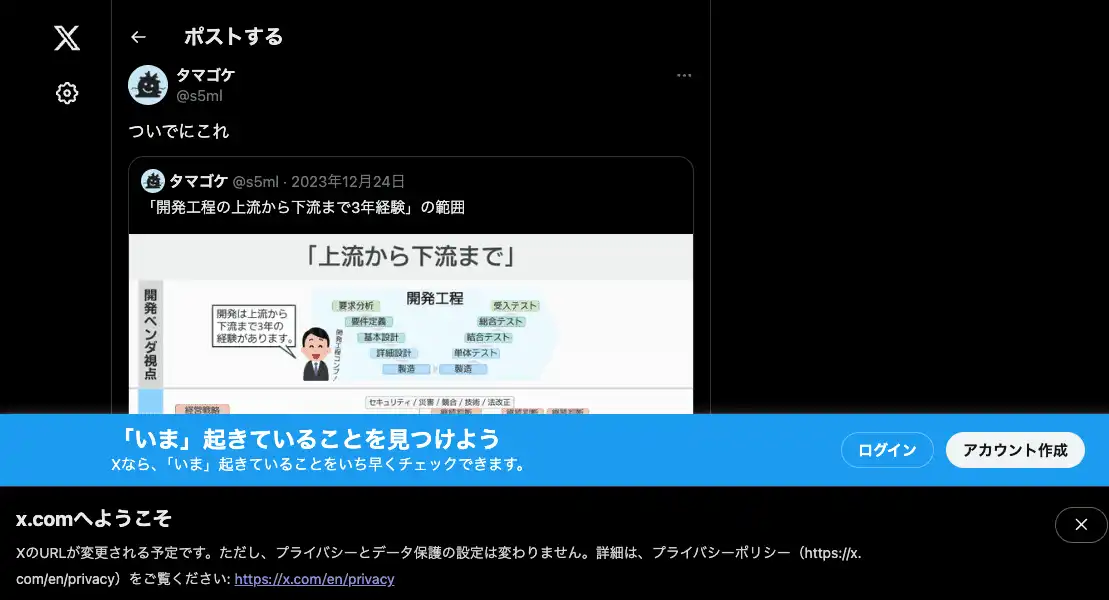 ポストする
タマゴケ
@s5ml
ついでにこれ
タマゴケ @s5ml · 2023年12月24日
「開発工程の上流から下流まで3年経験」の範囲
「上流から下流まで」
開発ベンダ視点
開発は上流から
下流まで3年の
経験があります。
開発工程コンプ！
開発工程
要求分析
受入テスト
要件定義
総合テスト
基本設計
結合テスト
詳細設計
単体テスト
製造
製造
セキュリティ / 災害 / 競合 / 技術 / 法改正
経営戦略
「いま」起きていることを見つけよう
Xなら、「いま」起きていることをいち早くチェックできます。
ログイン
アカウント作成
x.comへようこそ
XのURLが変更される予定です。ただし、プライバシーとデータ保護の設定は変わりません。詳細は、プライバシーポリシー（https://x.
com/en/privacy）をご覧ください: https://x.com/en/privacy